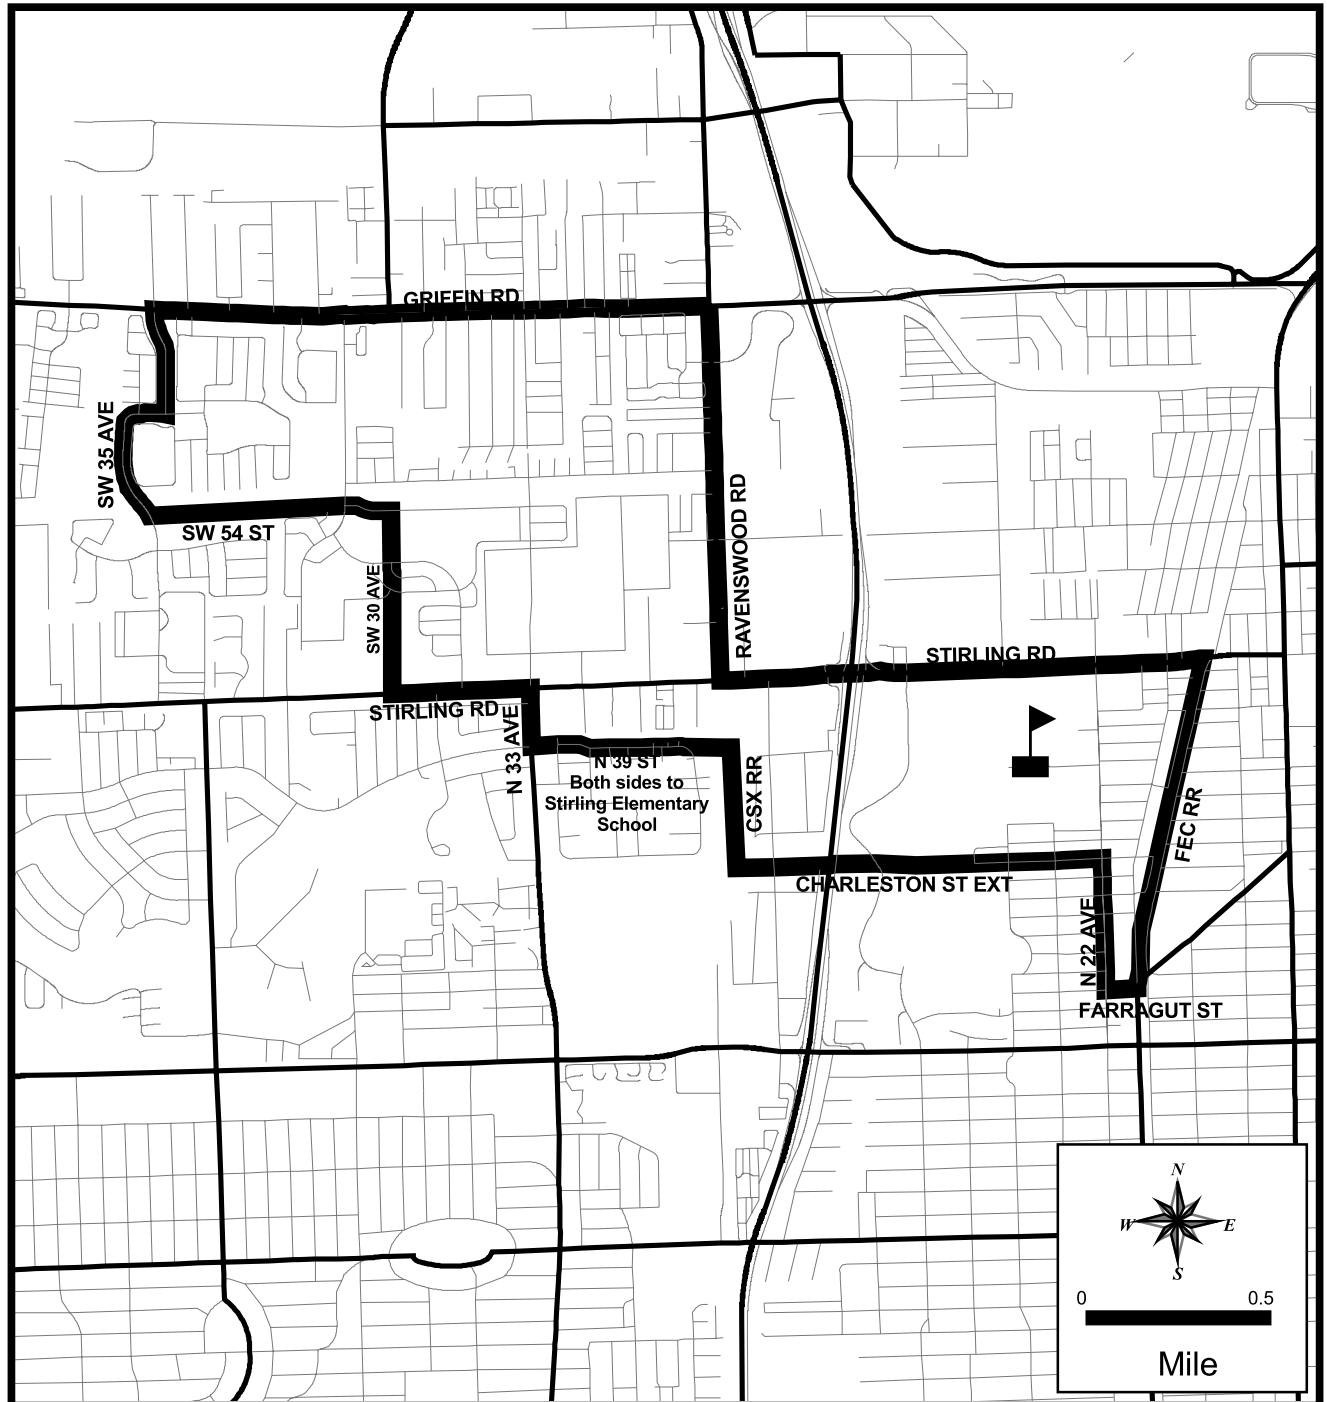 GRIFFIN RD
SW 35 AVE
SW 54 ST
RAVENSWOOD RD
SW 30 AVE
STIRLING RD
STIRLING RD
N 33 AVE
N 39 ST
Both sides to
Stirling Elementary
School
CSX RR
FEC RR
CHARLESTON ST EXT
N 22 AVE
FARRAGUT ST
N
W
E
S
0
0.5
Mile